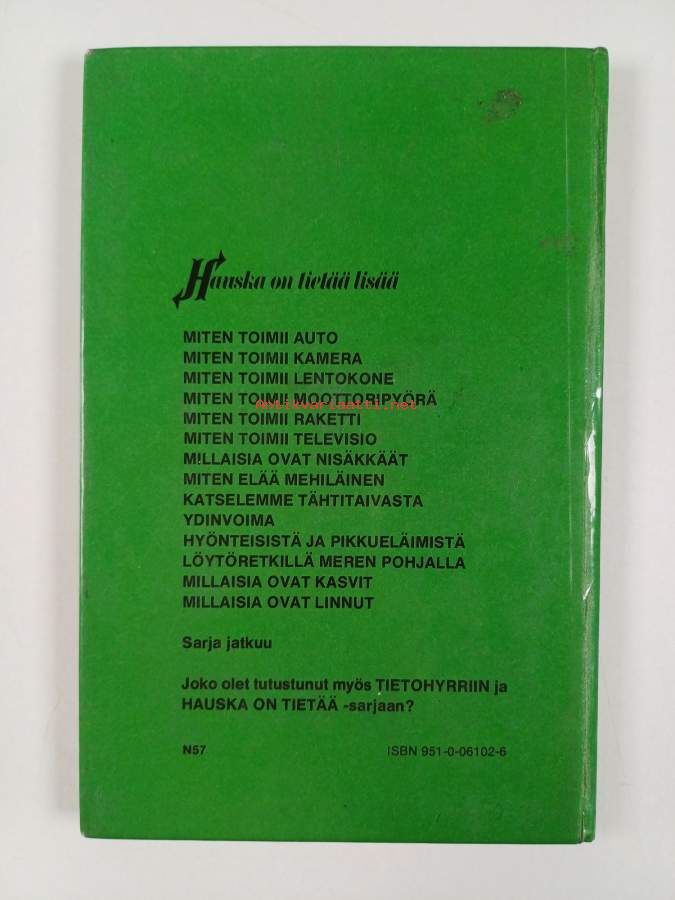 Hauska on tietää lisää
MITEN TOIMII AUTO
MITEN TOIMII KAMERA
MITEN TOIMII LENTOKONE
MITEN TOIMII MOOTTORIPYÖRÄ
Antikvariaatti.net
MITEN TOIMII RAKETTI
MITEN TOIMII TELEVISIO
MILLAISIA OVAT NISÄKKÄÄT
MITEN ELÄÄ MEHILÄINEN
KATSELEMME TÄHTITAIVASTA
YDINVOIMA
HYÖNTEISISTÄ JA PIKKUELÄIMISTÄ
LÖYTÖRETKILLÄ MEREN POHJALLA
MILLAISIA OVAT KASVIT
MILLAISIA OVAT LINNUT
Sarja jatkuu
Joko olet tutustunut myös TIETOHYRRIIN ja
HAUSKA ON TIETÄÄ -sarjaan?
N57 ISBN 951-0-06102-6